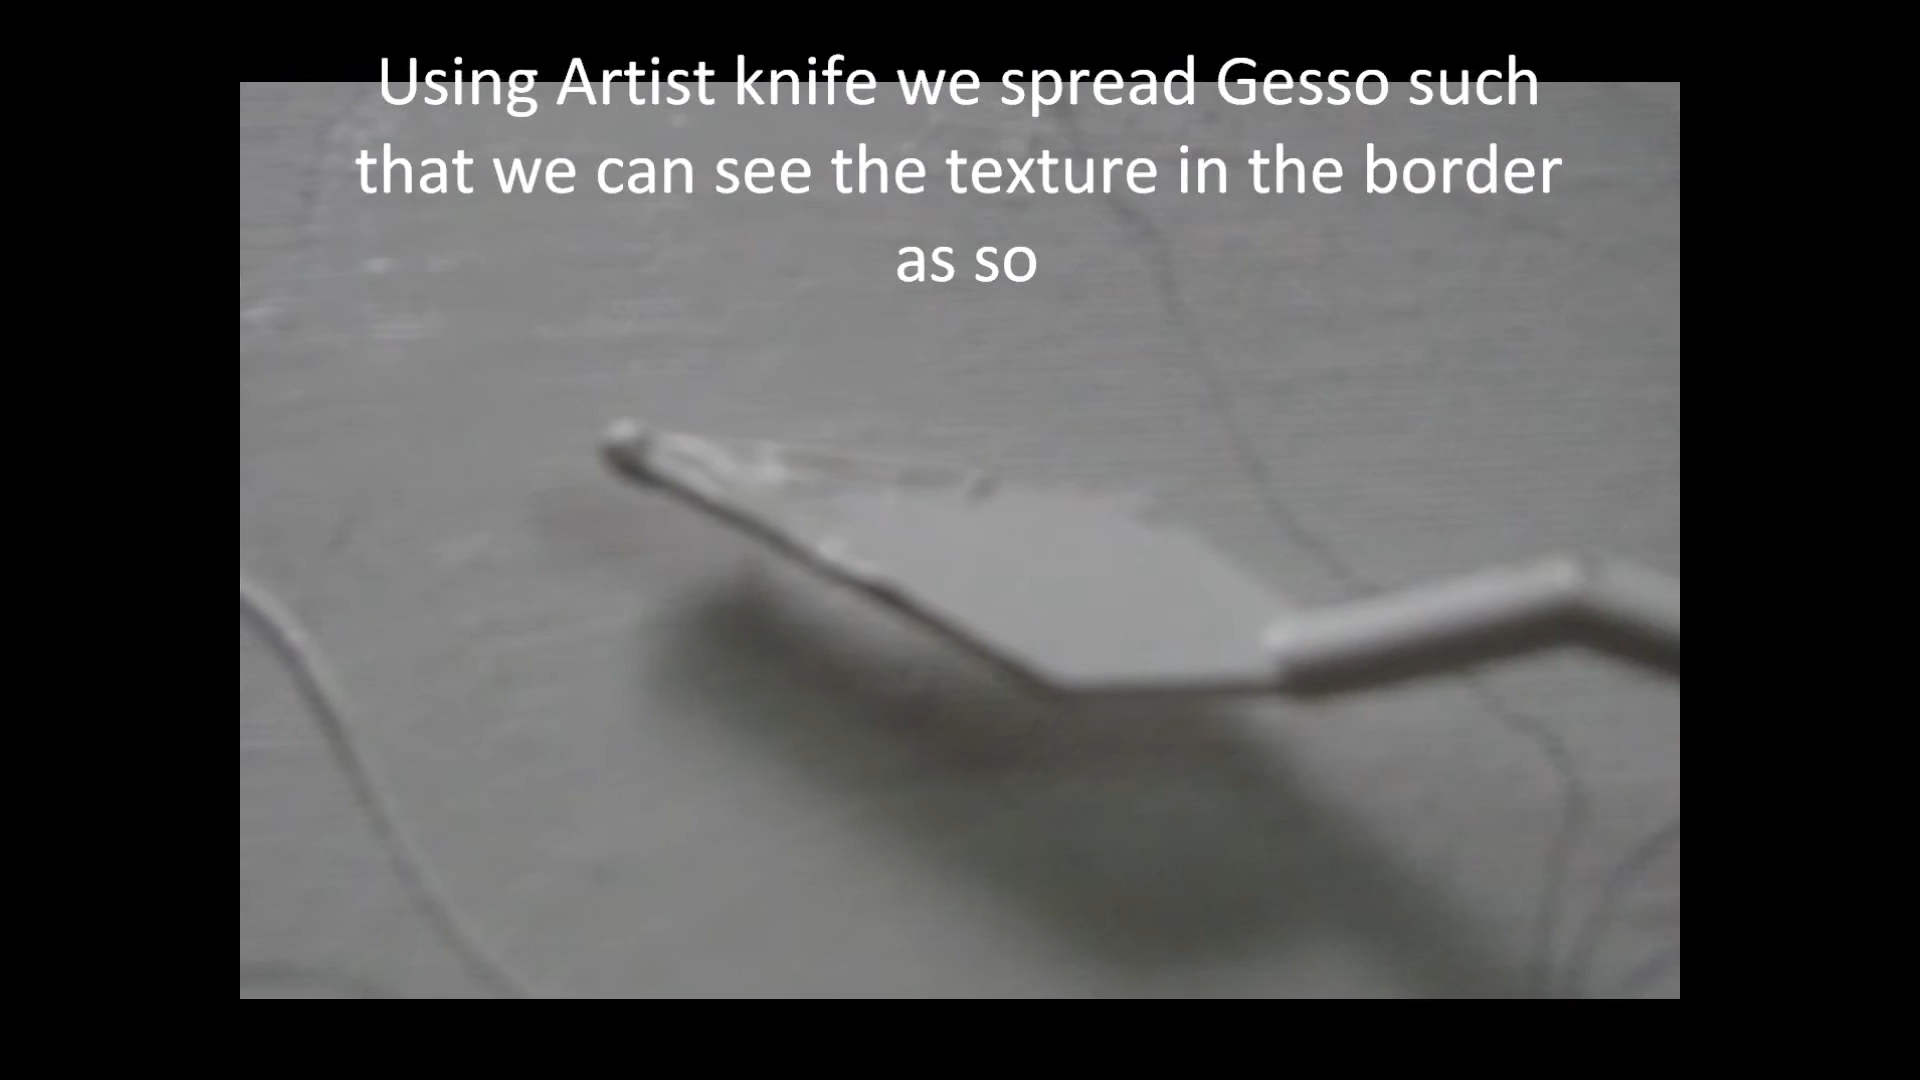 Using Artist knife we spread Gesso such
that we can see the texture in the border
as so